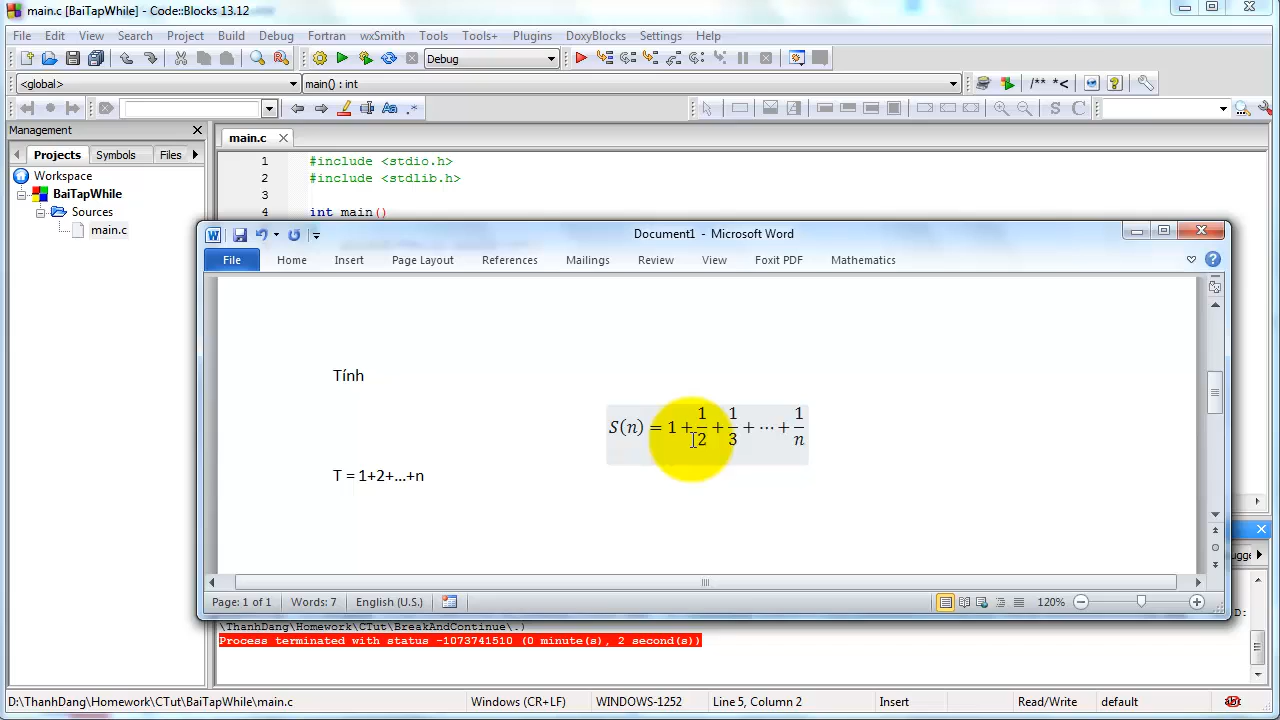 main.c [BaiTapWhile] - Code::Blocks 13.12
File Edit View Search Project Build Debug Fortran wxSmith Tools Tools+ Plugins DoxyBlocks Settings Help
Debug
<global> main() : int /** *<
Aa .* S C
Management
Projects Symbols Files
Workspace
BaiTapWhile
Sources
main.c
main.c
1 #include <stdio.h>
2 #include <stdlib.h>
3
4 int main()
Document1 - Microsoft Word
File Home Insert Page Layout References Mailings Review View Foxit PDF Mathematics
Tính
S(n) = 1 + 1/2 + 1/3 + ⋯ + 1/n
T = 1+2+...+n
Page: 1 of 1 Words: 7 English (U.S.) 120%
D:
\ThanhDang\Homework\CTut\BreakAndContinue\.)
Process terminated with status -1073741510 (0 minute(s), 2 second(s))
D:\ThanhDang\Homework\CTut\BaiTapWhile\main.c Windows (CR+LF) WINDOWS-1252 Line 5, Column 2 Insert Read/Write default